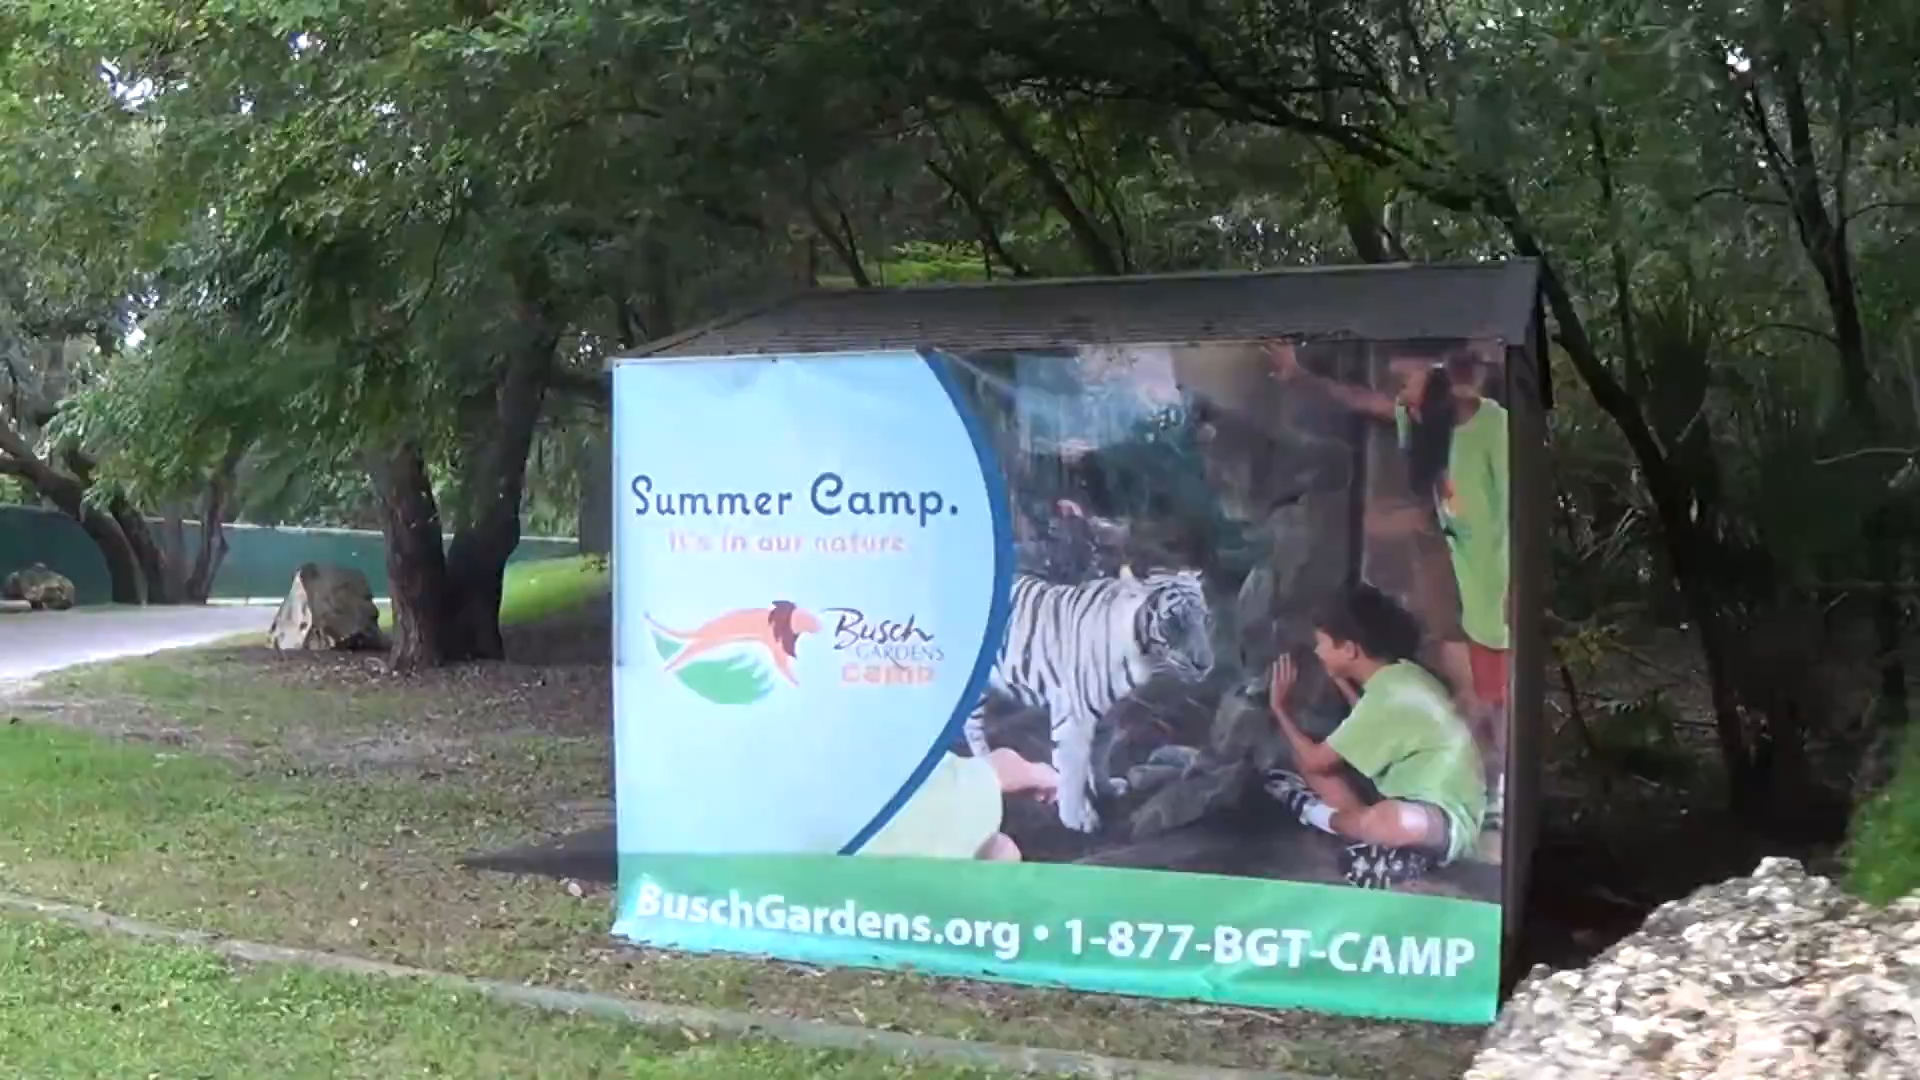 Summer Camp.
It's in our nature.
Busch
GARDENS
camp
BuschGardens.org • 1-877-BGT-CAMP